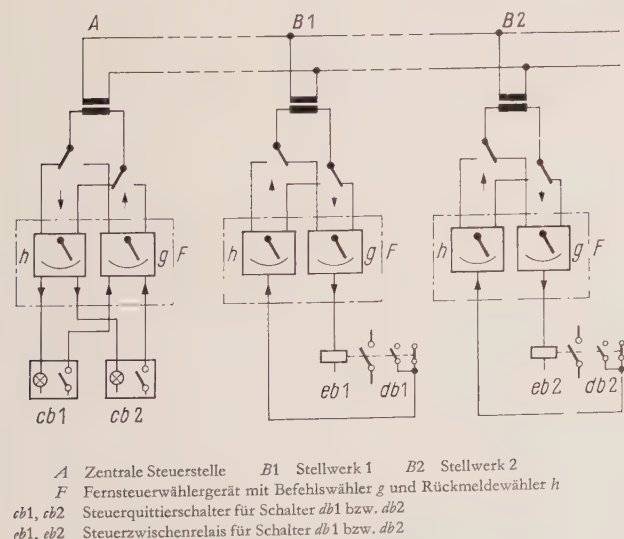 A B1 B2
h g F h g F h g F
eb1 db1 eb2 db2
cb1 cb2
A Zentrale Steuerstelle B1 Stellwerk 1 B2 Stellwerk 2
F Fernsteuerwählergerät mit Befehlswähler g und Rückmeldewähler h
cb1, cb2 Steuerquittierschalter für Schalter db1 bzw. db2
eb1, eb2 Steuerzwischenrelais für Schalter db1 bzw. db2